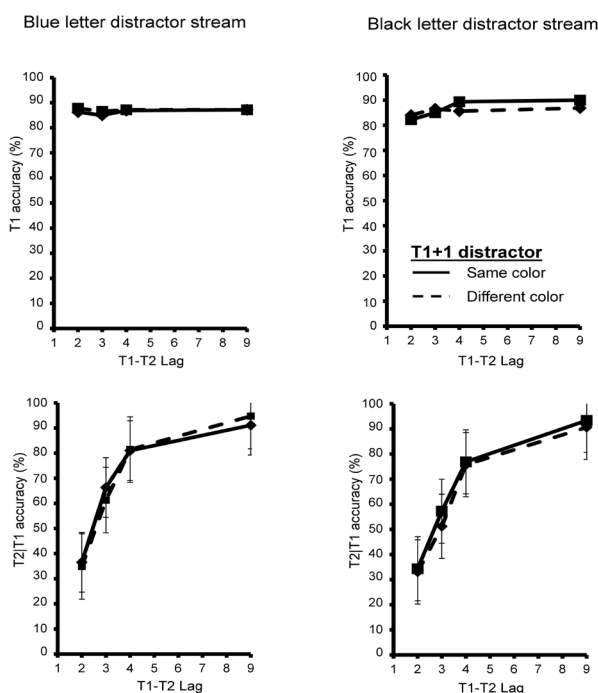 Blue letter distractor stream
Black letter distractor stream
T1 accuracy (%)
100
90
80
70
60
50
40
30
20
10
0
1 2 3 4 5 6 7 8 9
T1-T2 Lag
T1 accuracy (%)
100
90
80
70
60
50
40
30
20
10
0
T1+1 distractor
Same color
Different color
1 2 3 4 5 6 7 8 9
T1-T2 Lag
T2|T1 accuracy (%)
100
90
80
70
60
50
40
30
20
10
0
1 2 3 4 5 6 7 8 9
T1-T2 Lag
T2|T1 accuracy (%)
100
90
80
70
60
50
40
30
20
10
0
1 2 3 4 5 6 7 8 9
T1-T2 Lag